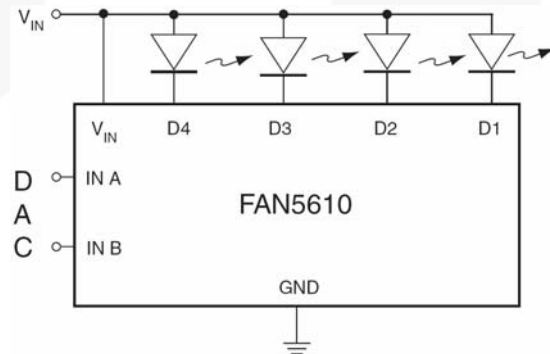 V_IN
V_IN D4 D3 D2 D1
D IN A
A FAN5610
C IN B
GND